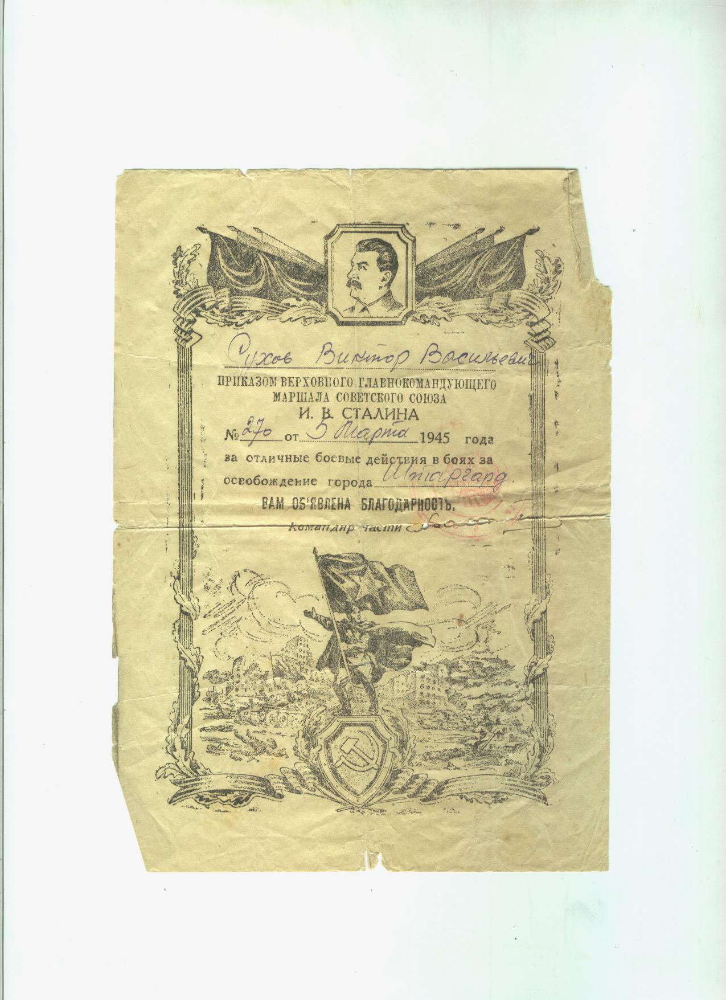 Сухов Виктор Васильевич
ПРИКАЗОМ ВЕРХОВНОГО ГЛАВНОКОМАНДУЮЩЕГО
МАРШАЛА СОВЕТСКОГО СОЮЗА
И. В. СТАЛИНА
№ 270 от 5 Марта 1945 года
за отличные боевые действия в боях за
освобождение города Штаргард.
ВАМ ОБ'ЯВЛЕНА БЛАГОДАРНОСТЬ.
Командир части